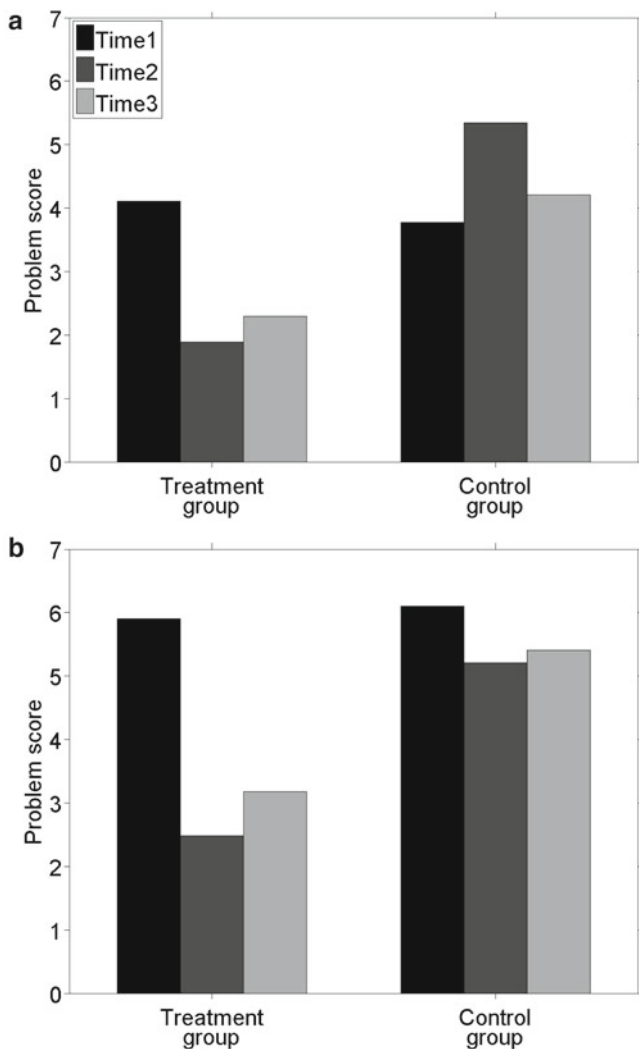 a
7
6
5
4
3
2
1
0
Problem score
Time1
Time2
Time3
Treatment
group
Control
group
b
7
6
5
4
3
2
1
0
Problem score
Treatment
group
Control
group